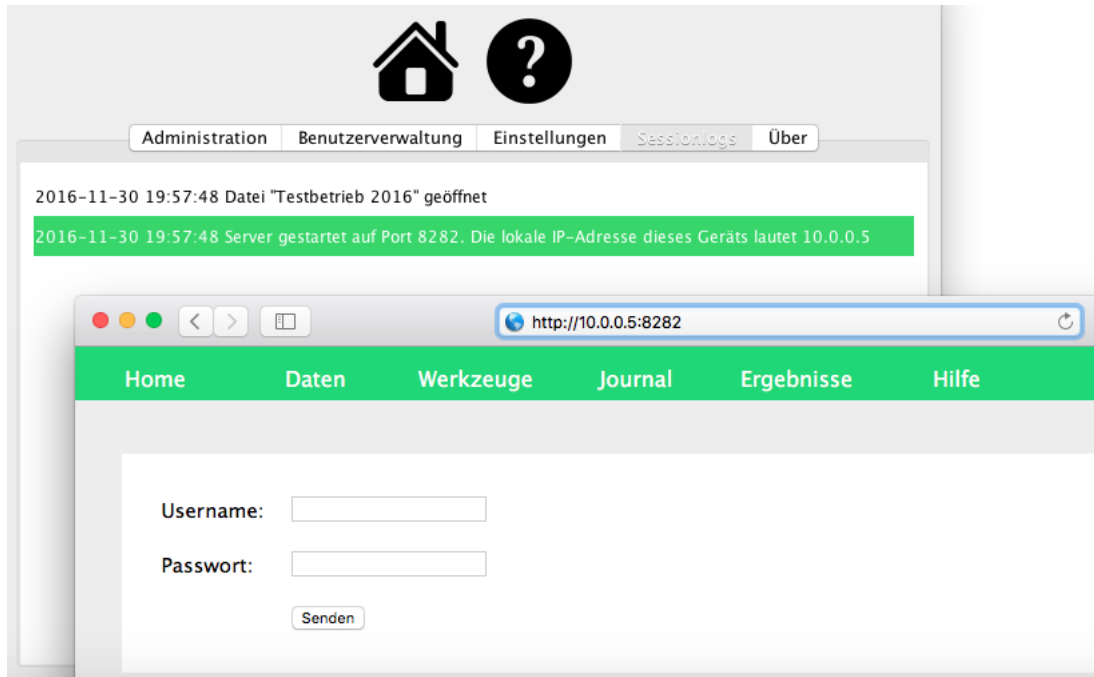 ?
Administration Benutzerverwaltung Einstellungen Sessionlogs Über
2016-11-30 19:57:48 Datei "Testbetrieb 2016" geöffnet
2016-11-30 19:57:48 Server gestartet auf Port 8282. Die lokale IP-Adresse dieses Geräts lautet 10.0.0.5
http://10.0.0.5:8282
Home Daten Werkzeuge Journal Ergebnisse Hilfe
Username:
Passwort:
Senden